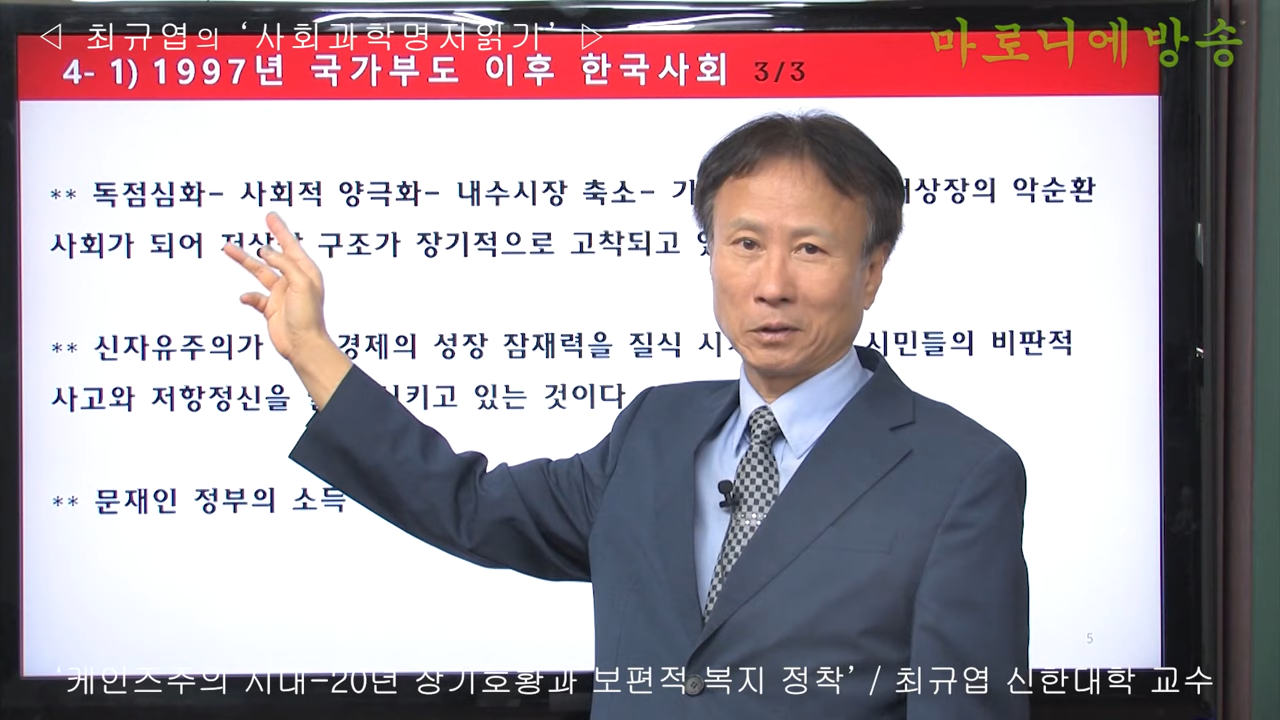 ◁ 최규엽의 ‘사회과학명저읽기’ ▷
마로니에방송
4- 1) 1997년 국가부도 이후 한국사회 3/3
** 독점심화- 사회적 양극화- 내수시장 축소- 의 악순환
사회가 되어 구조가 장기적으로 고착되고
** 신자유주의가 경제의 성장 잠재력을 질식 시민들의 비판적
사고와 저항정신을 있는 것이다
** 문재인 정부의 소득
5
‘케인즈주의 시대-20년 장기호황과 보편적 복지 정착’ / 최규엽 신한대학 교수